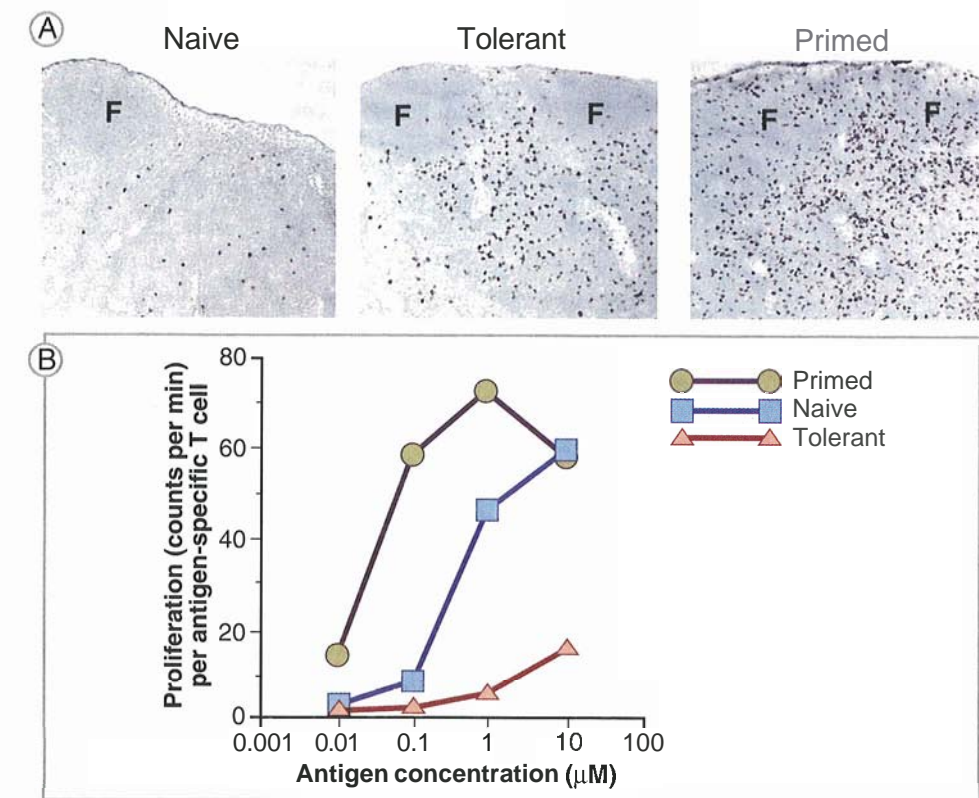 A
Naive
Tolerant
Primed
F
F
F
F
F
B
Proliferation (counts per min)
per antigen-specific T cell
80
60
40
20
0
0.001
0.01
0.1
1
10
100
Antigen concentration (μM)
Primed
Naive
Tolerant